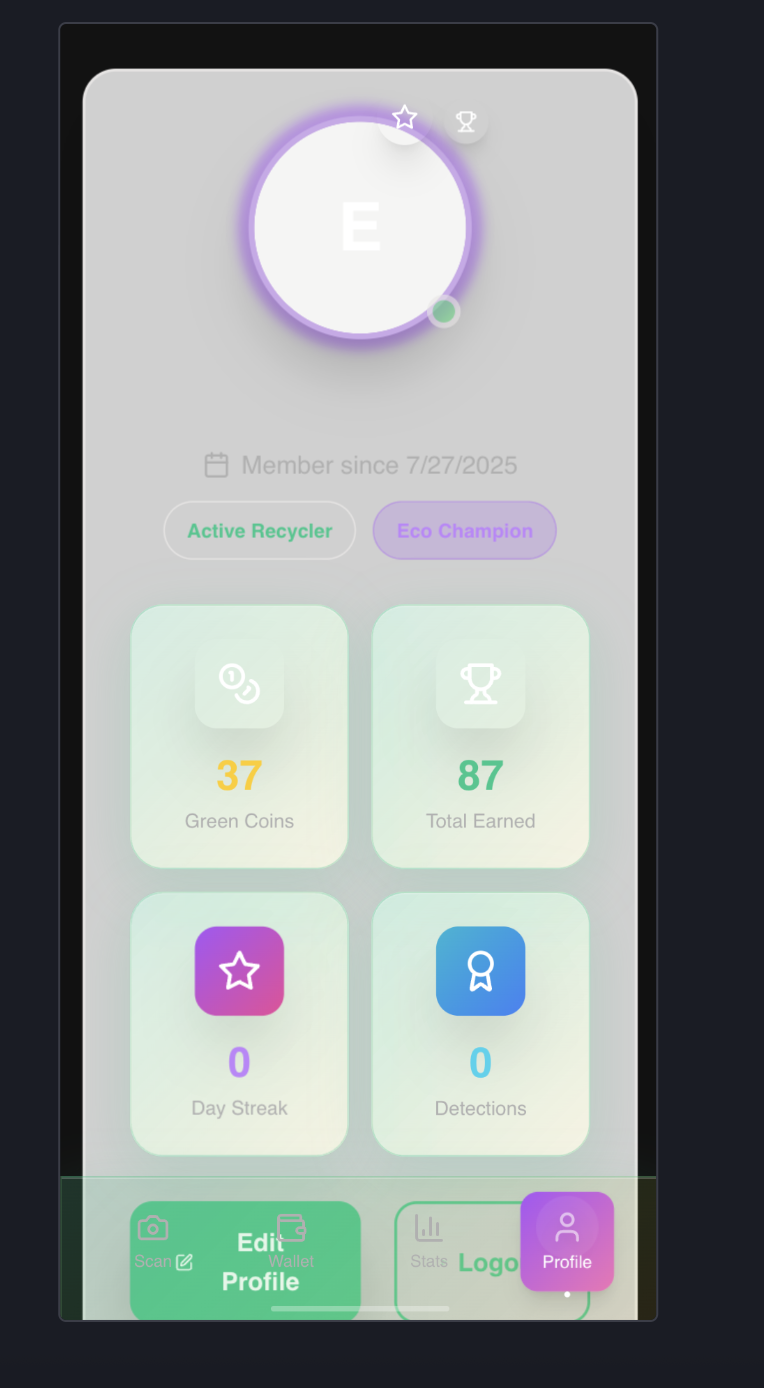 E
Member since 7/27/2025
Active Recycler
Eco Champion
37
Green Coins
87
Total Earned
0
Day Streak
0
Detections
Edit
Profile
Logo
Scan
Wallet
Stats
Profile